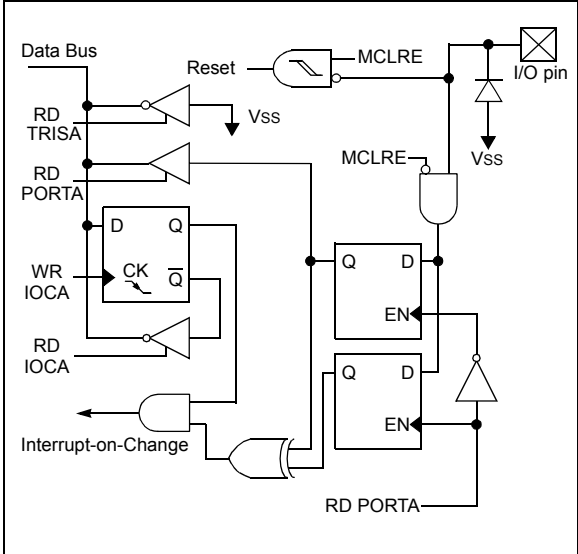 Data Bus
Reset
MCLRE
I/O pin
RD
TRISA
VSS
VSS
RD
PORTA
MCLRE
D
Q
WR
IOCA
CK
Q
Q
D
EN
RD
IOCA
Q
D
EN
Interrupt-on-Change
RD PORTA